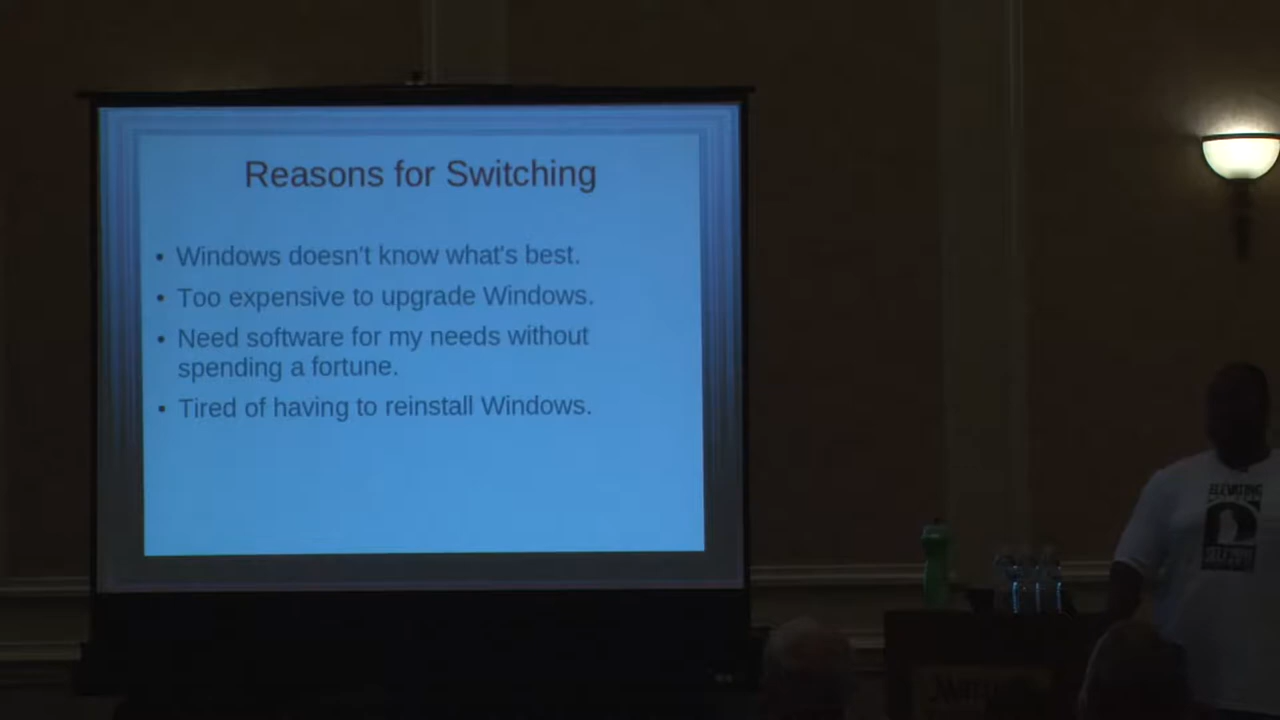 Reasons for Switching
• Windows doesn't know what's best.
• Too expensive to upgrade Windows.
• Need software for my needs without
spending a fortune.
• Tired of having to reinstall Windows.
ELEVATING